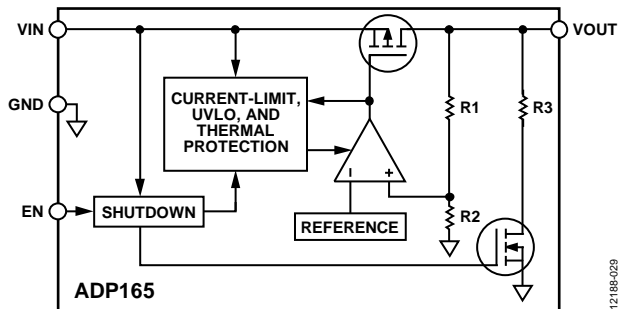 VIN
VOUT
GND
CURRENT-LIMIT,
UVLO, AND
THERMAL
PROTECTION
R1
R3
EN
SHUTDOWN
REFERENCE
R2
ADP165
12188-029